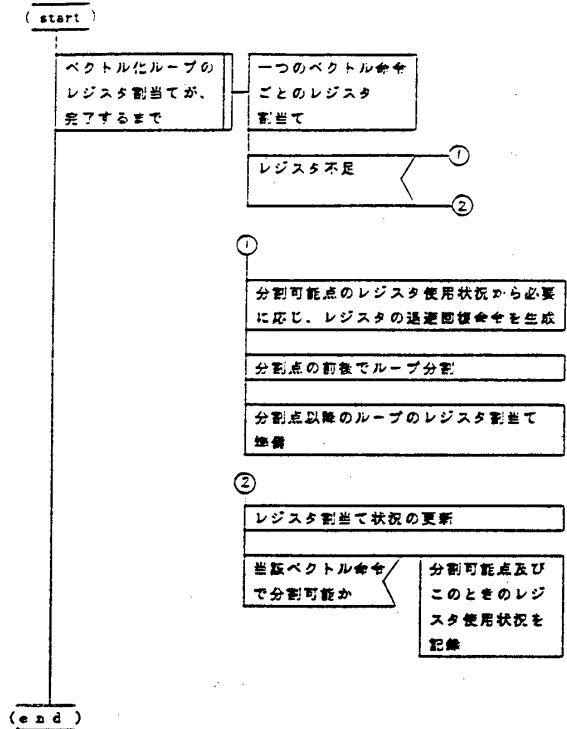 (start)
ベクトル化ループの
レジスタ割当てが、
完了するまで
一つのベクトル命令
ごとのレジスタ
割当て
レジスタ不足
①
②
①
分割可能点のレジスタ使用状況から必要
に応じ、レジスタの退避回復命令を生成
分割点の前後でループ分割
分割点以降のループのレジスタ割当て
準備
②
レジスタ割当て状況の更新
当該ベクトル命令
で分割可能か
分割可能点及び
このときのレジ
スタ使用状況を
記録
(end)